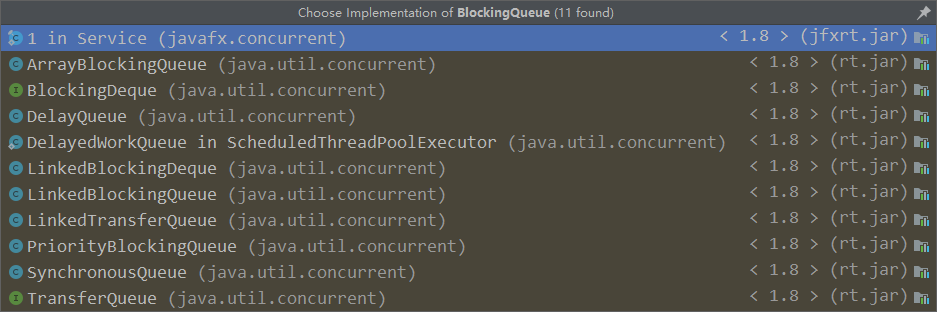 Choose Implementation of BlockingQueue (11 found)
1 in Service (javafx.concurrent) < 1.8 > (jfxrt.jar)
ArrayBlockingQueue (java.util.concurrent) < 1.8 > (rt.jar)
BlockingDeque (java.util.concurrent) < 1.8 > (rt.jar)
DelayQueue (java.util.concurrent) < 1.8 > (rt.jar)
DelayedWorkQueue in ScheduledThreadPoolExecutor (java.util.concurrent) < 1.8 > (rt.jar)
LinkedBlockingDeque (java.util.concurrent) < 1.8 > (rt.jar)
LinkedBlockingQueue (java.util.concurrent) < 1.8 > (rt.jar)
LinkedTransferQueue (java.util.concurrent) < 1.8 > (rt.jar)
PriorityBlockingQueue (java.util.concurrent) < 1.8 > (rt.jar)
SynchronousQueue (java.util.concurrent) < 1.8 > (rt.jar)
TransferQueue (java.util.concurrent) < 1.8 > (rt.jar)